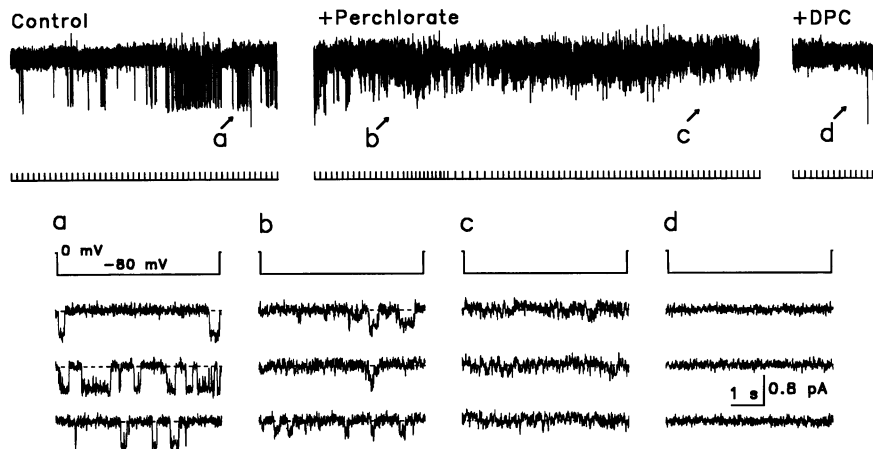 Control
+Perchlorate
+DPC
a
b
c
d
a
b
c
d
0 mV
-80 mV
1 s
0.8 pA